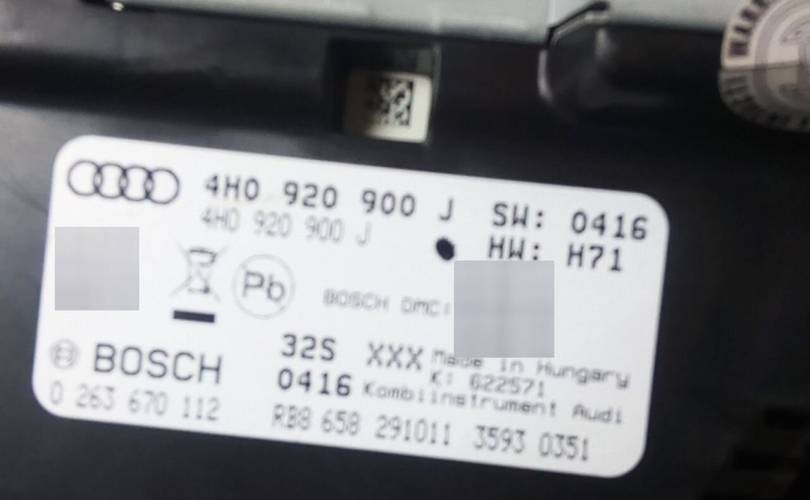 4H0 920 900 J SW: 0416
4H0 920 900 J HW: H71
Pb BOSCH DMC:
32S XXX Made in Hungary
BOSCH K: 622571
0416 Kombiinstrument Audi
0 263 670 112 RB8 658 291011 3593 0351